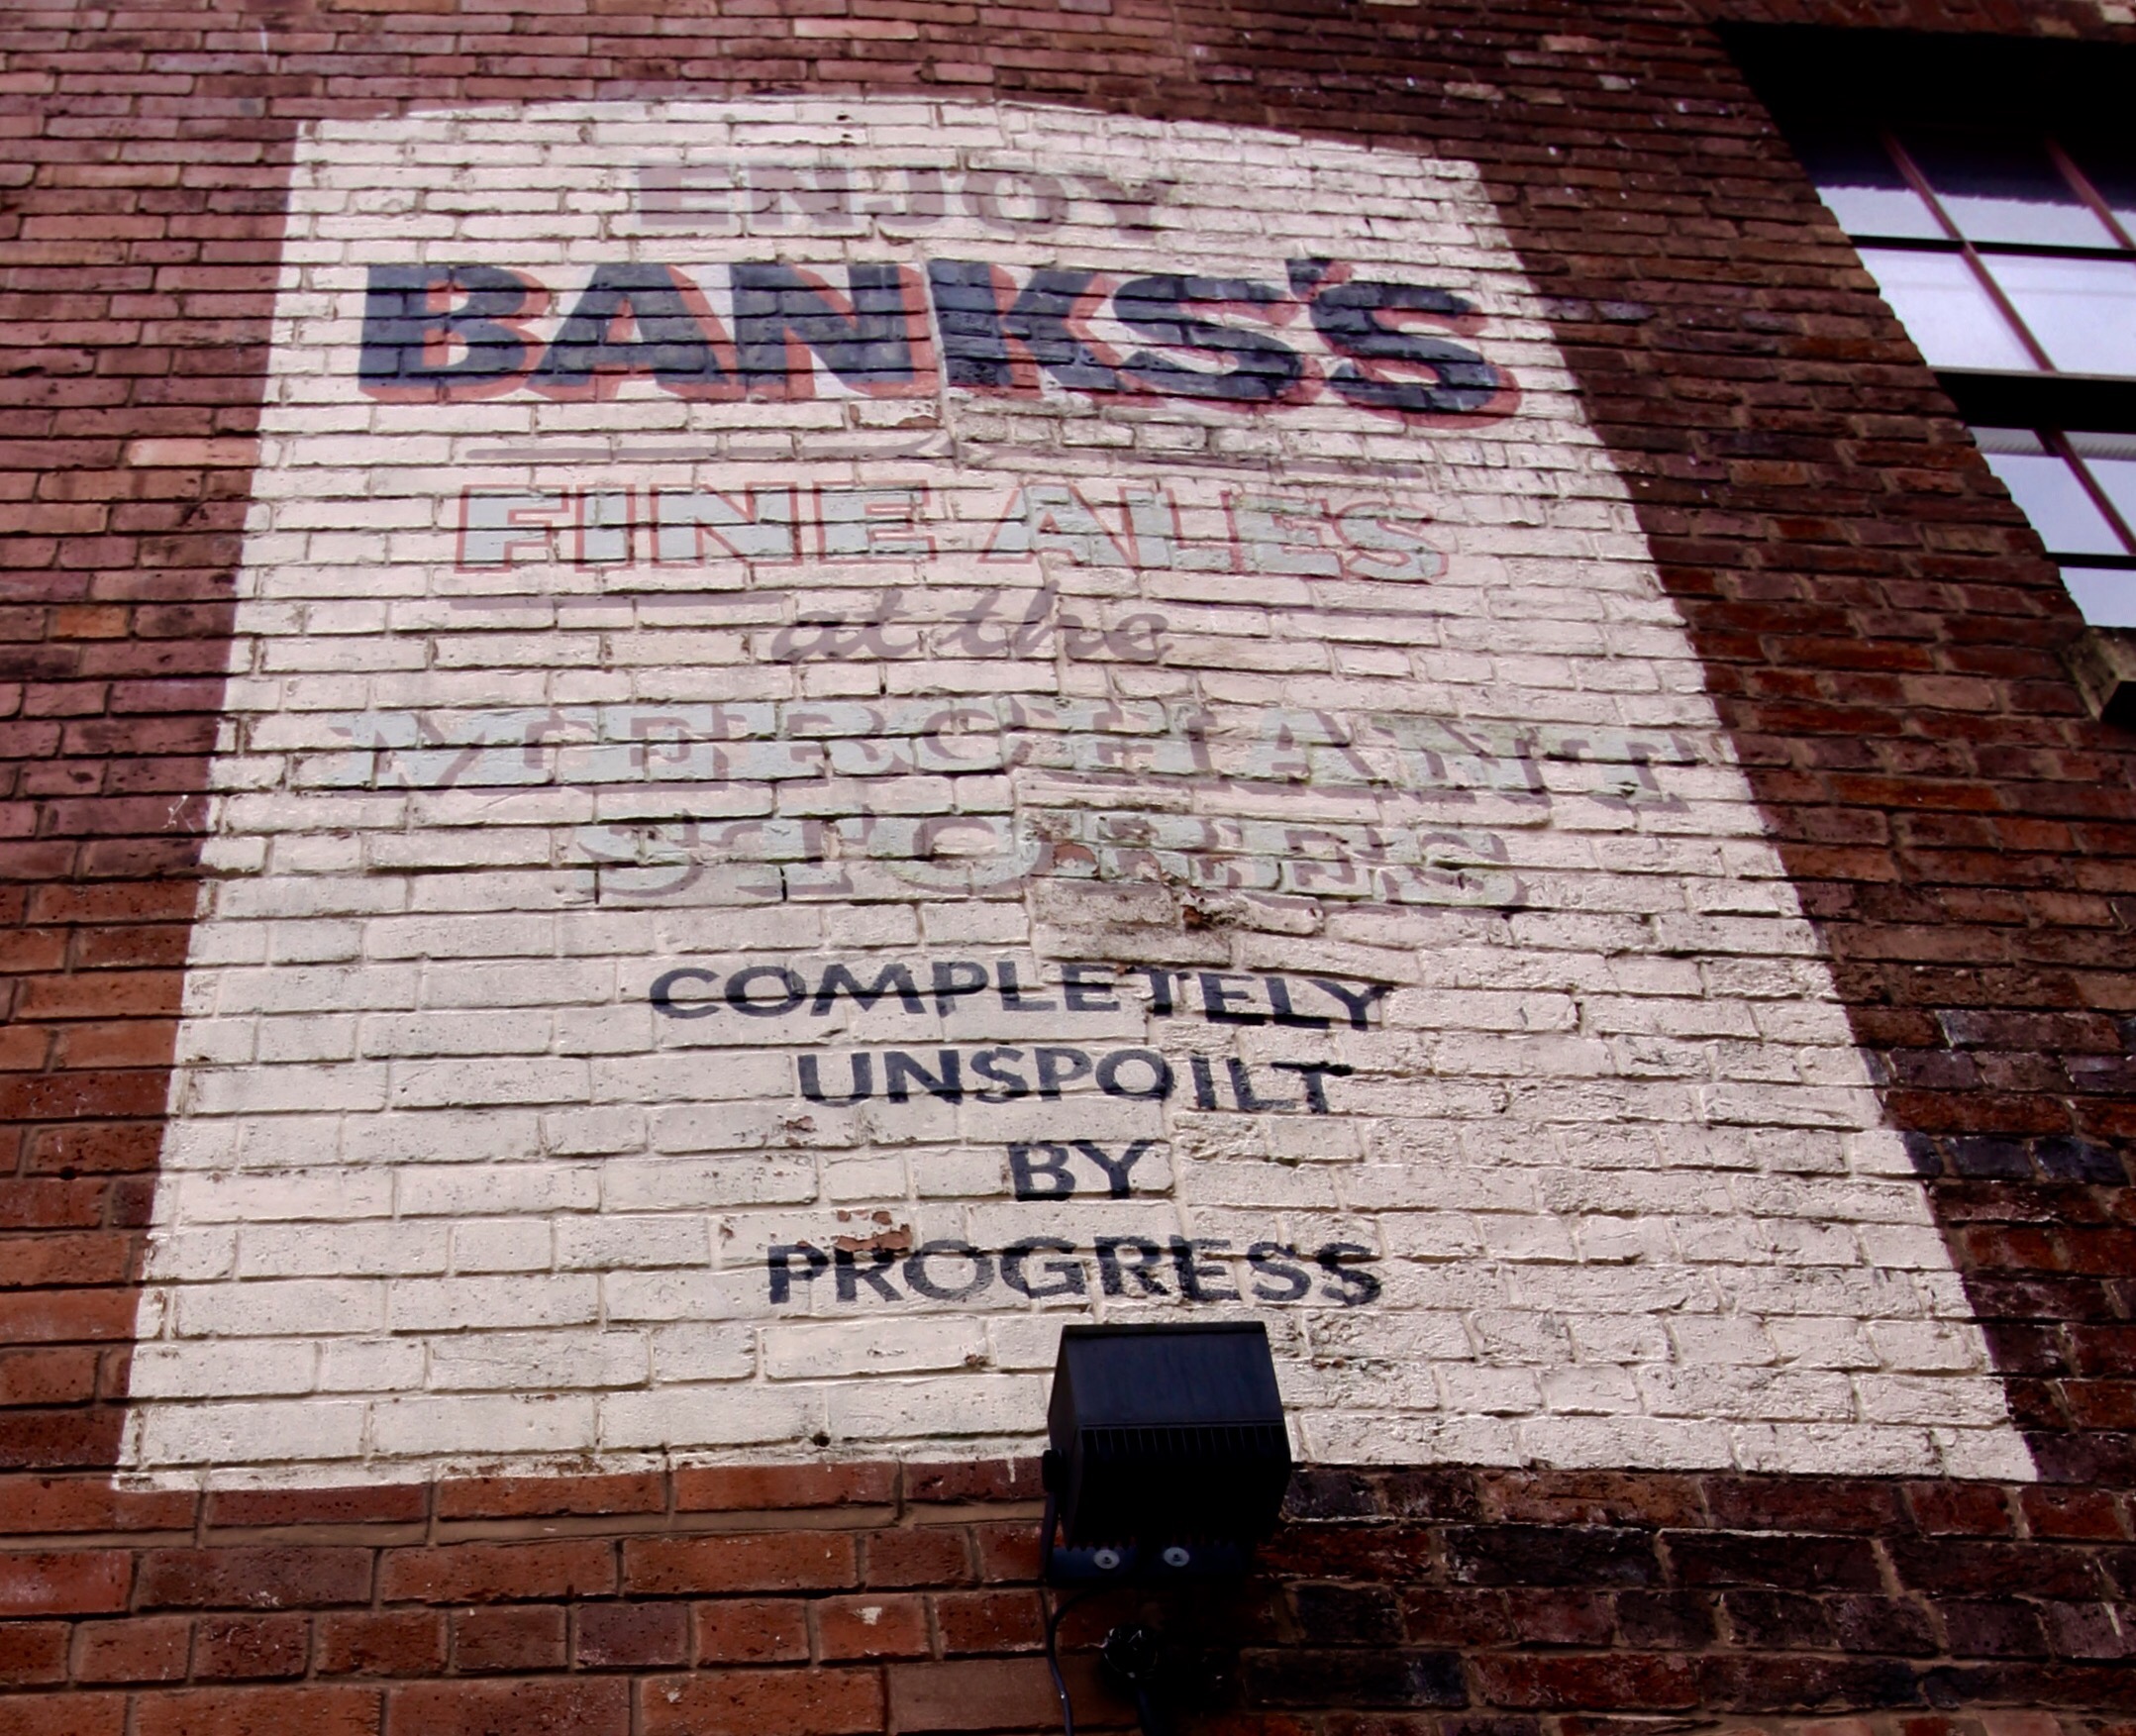 ENJOY
BANKS'S
FINE ALES
at the
MERCHANT
STORES
COMPLETELY
UNSPOILT
BY
PROGRESS